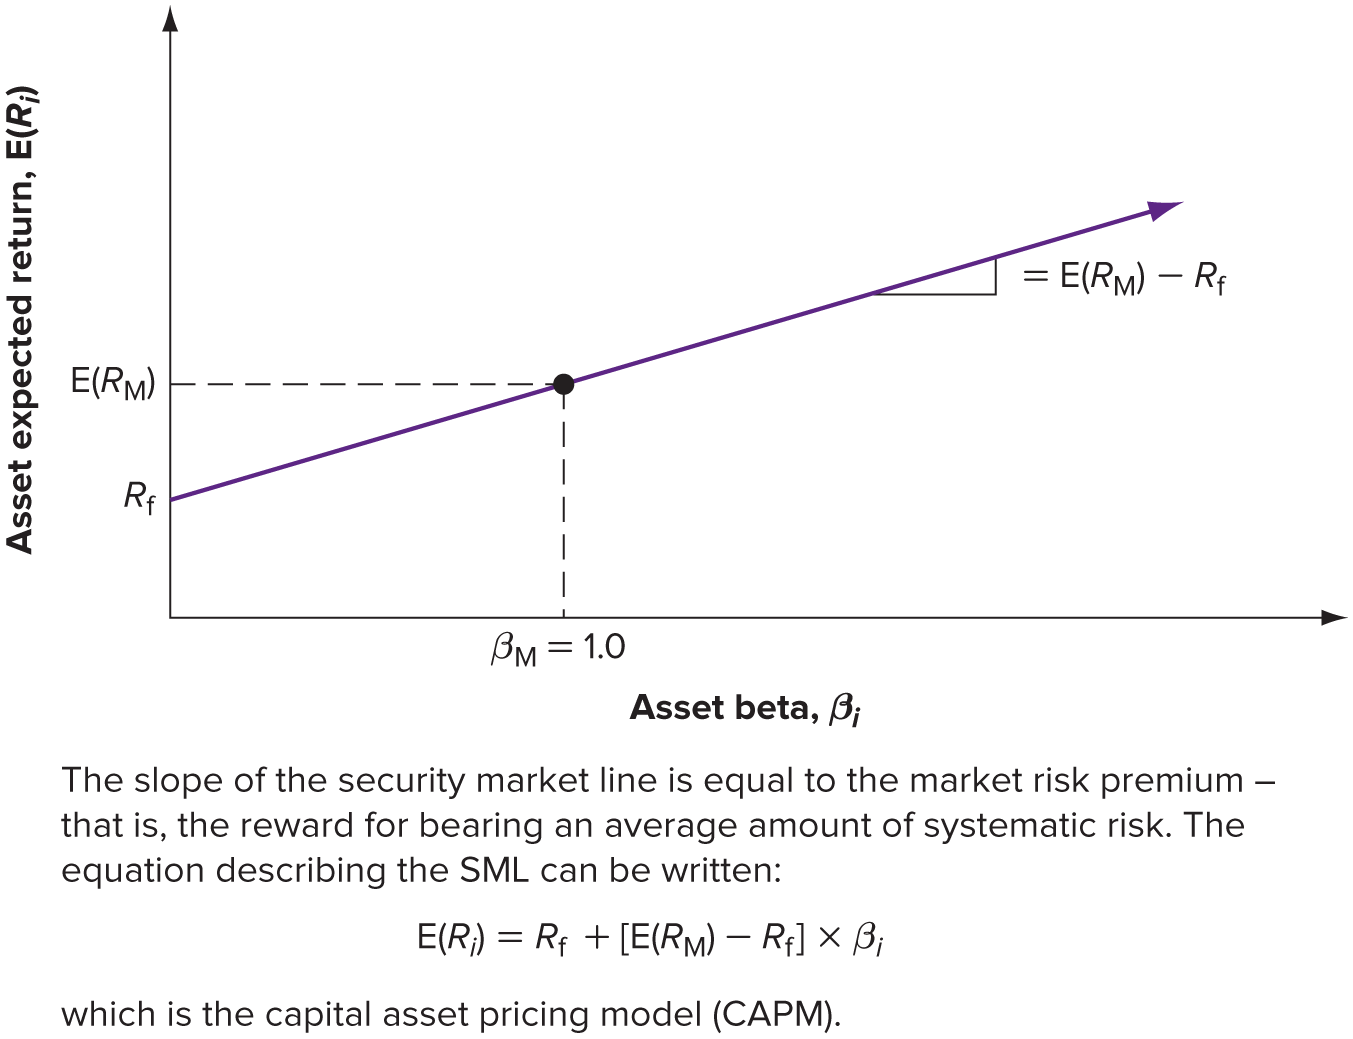 Asset expected return, E(Ri)
= E(RM) – Rf
E(RM)
Rf
βM = 1.0
Asset beta, βi
The slope of the security market line is equal to the market risk premium –
that is, the reward for bearing an average amount of systematic risk. The
equation describing the SML can be written:
E(Ri) = Rf + [E(RM) – Rf] × βi
which is the capital asset pricing model (CAPM).